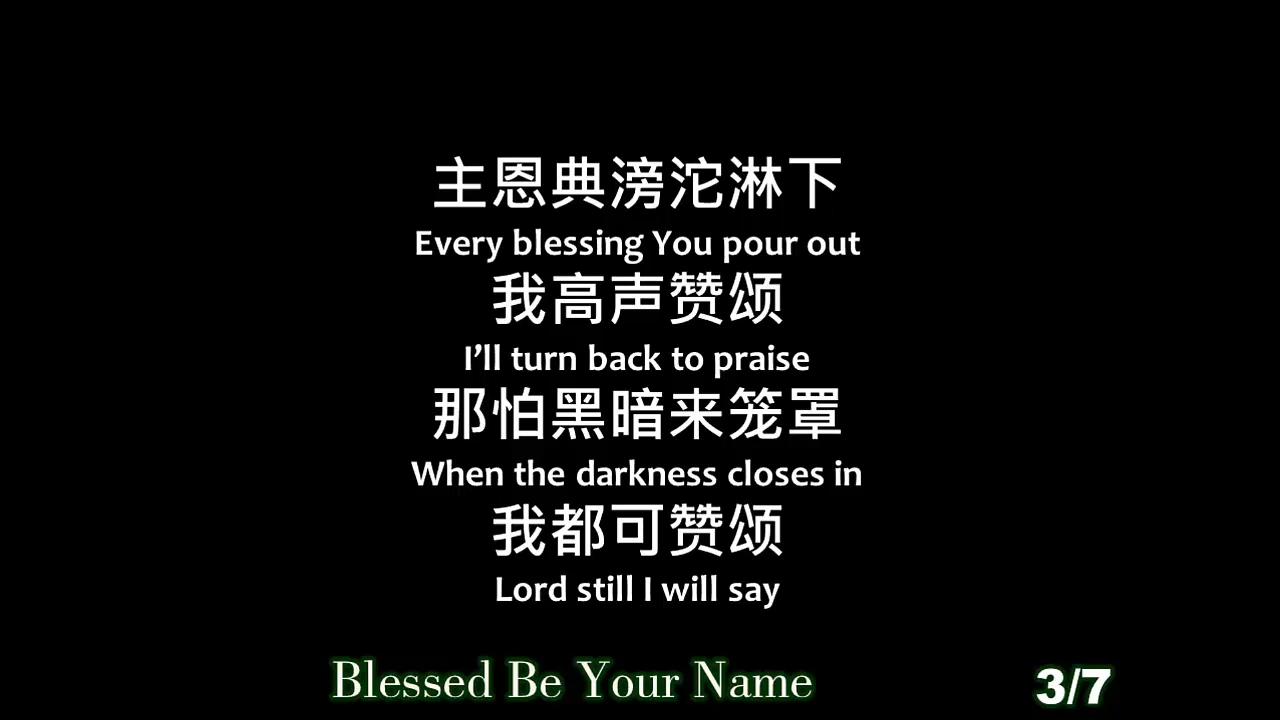 主恩典滂沱淋下
Every blessing You pour out
我高声赞颂
I’ll turn back to praise
那怕黑暗来笼罩
When the darkness closes in
我都可赞颂
Lord still I will say
Blessed Be Your Name
3/7